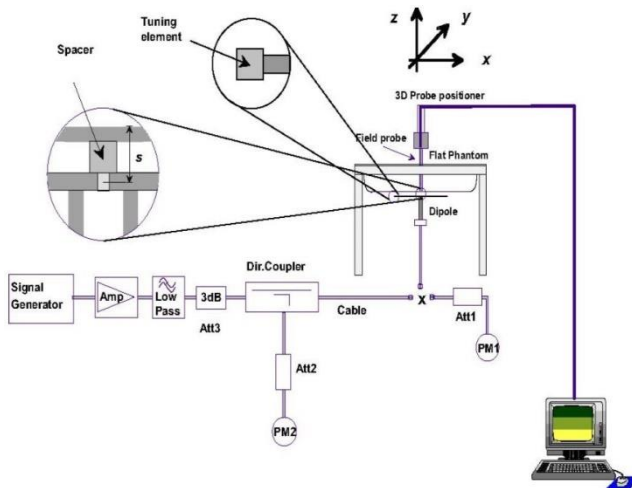 Tuning
element
Spacer
s
z
y
x
3D Probe positioner
Field probe
Flat Phantom
Dipole
Signal
Generator
Amp
Low
Pass
3dB
Att3
Dir.Coupler
Cable
x
Att1
PM1
Att2
PM2